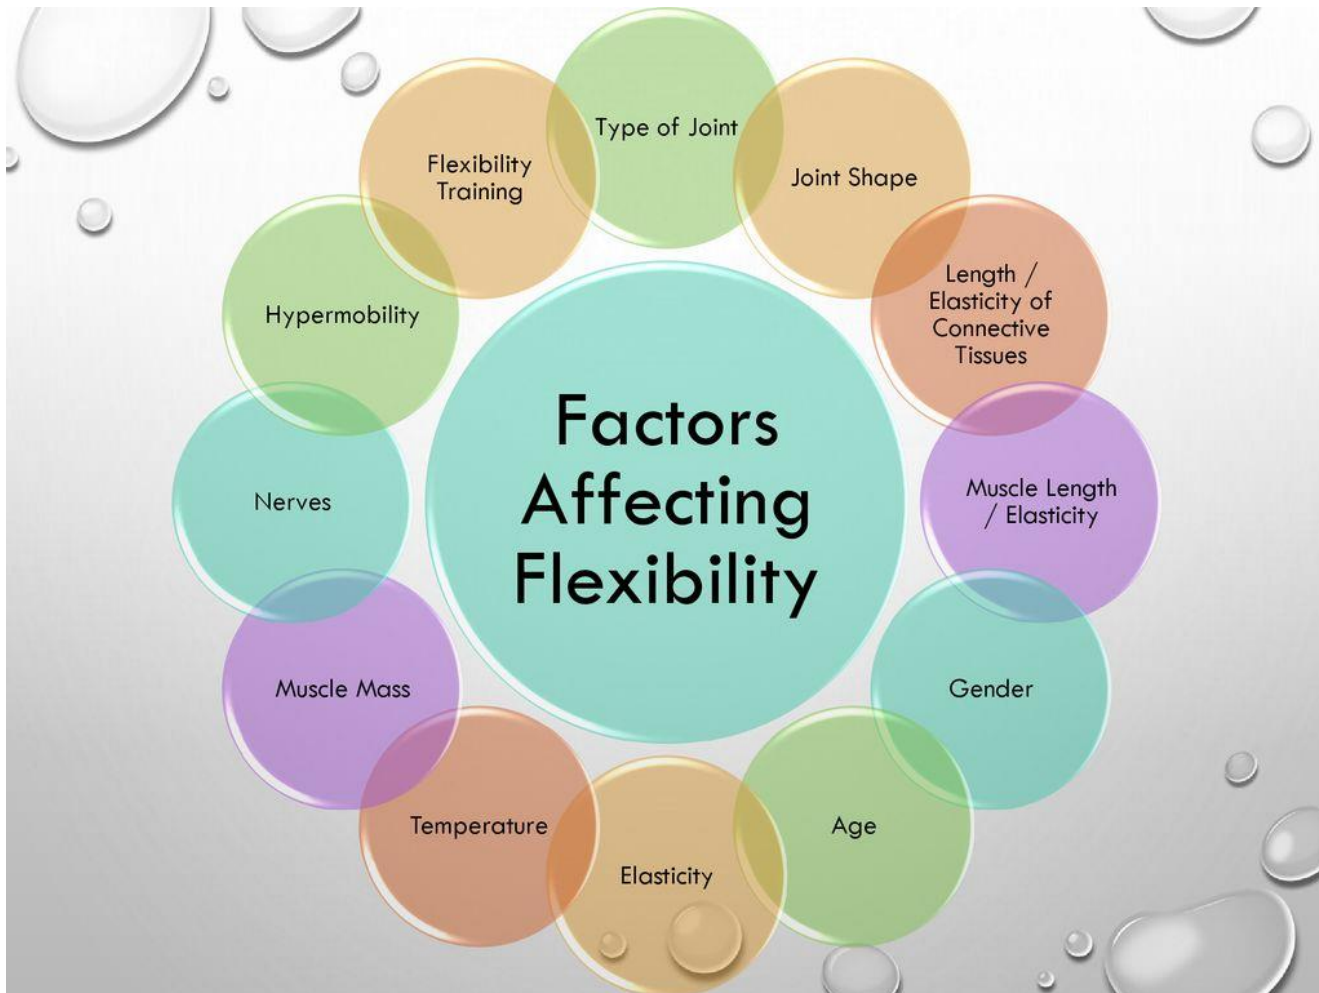 Factors
Affecting
Flexibility
Type of Joint
Joint Shape
Length /
Elasticity of
Connective
Tissues
Muscle Length
/ Elasticity
Gender
Age
Elasticity
Temperature
Muscle Mass
Nerves
Hypermobility
Flexibility
Training